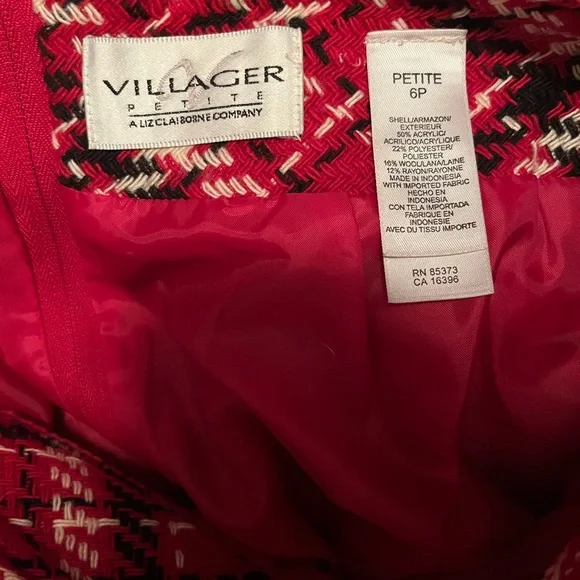 VILLAGER
PETITE
A LIZ CLAIBORNE COMPANY
PETITE
6P
SHELL/ARMAZON/
EXTERIEUR
50% ACRYLIC/
ACRILICO/ACRYLIQUE
22% POLYESTER/
POLIESTER
16% WOOL/LANA/LAINE
12% RAYON/RAYONNE
MADE IN INDONESIA
WITH IMPORTED FABRIC
HECHO EN
INDONESIA
CON TELA IMPORTADA
FABRIQUE EN
INDONESIE
AVEC DU TISSU IMPORTE
RN 85373
CA 16396